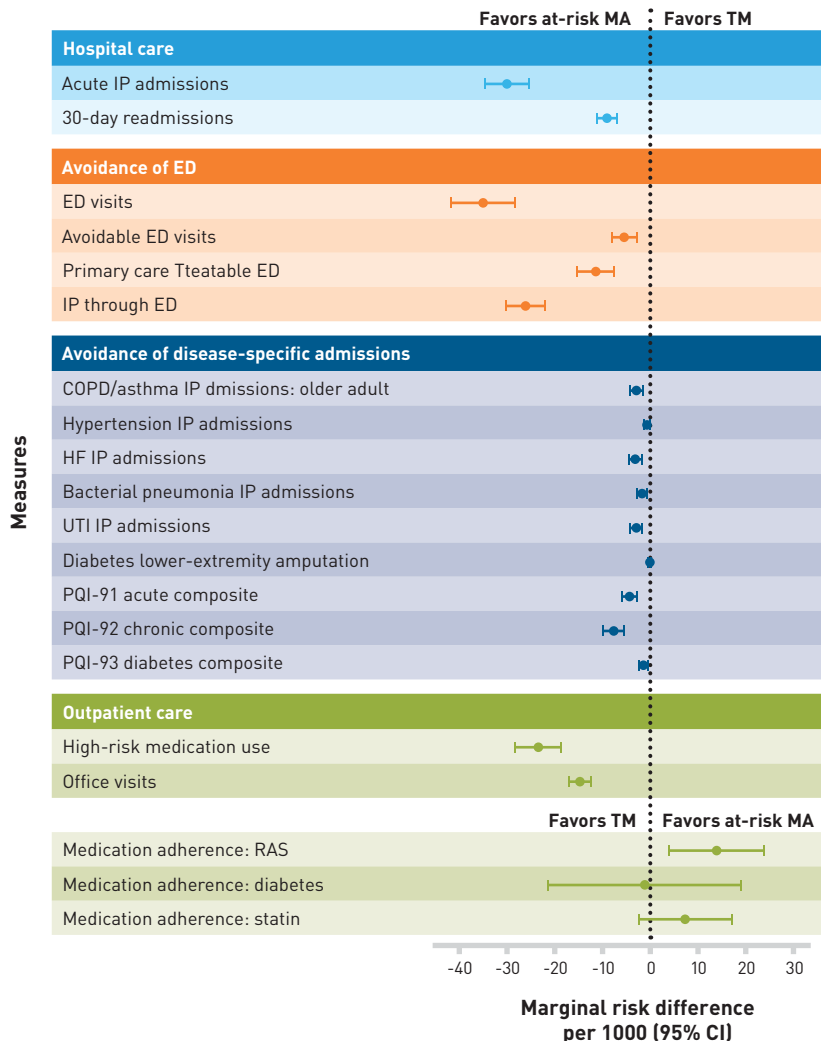 Favors at-risk MA Favors TM
Hospital care
Acute IP admissions
30-day readmissions
Avoidance of ED
ED visits
Avoidable ED visits
Primary care Tteatable ED
IP through ED
Avoidance of disease-specific admissions
COPD/asthma IP dmissions: older adult
Hypertension IP admissions
HF IP admissions
Bacterial pneumonia IP admissions
UTI IP admissions
Diabetes lower-extremity amputation
PQI-91 acute composite
PQI-92 chronic composite
PQI-93 diabetes composite
Measures
Outpatient care
High-risk medication use
Office visits
Favors TM Favors at-risk MA
Medication adherence: RAS
Medication adherence: diabetes
Medication adherence: statin
-40 -30 -20 -10 0 10 20 30
Marginal risk difference
per 1000 (95% CI)